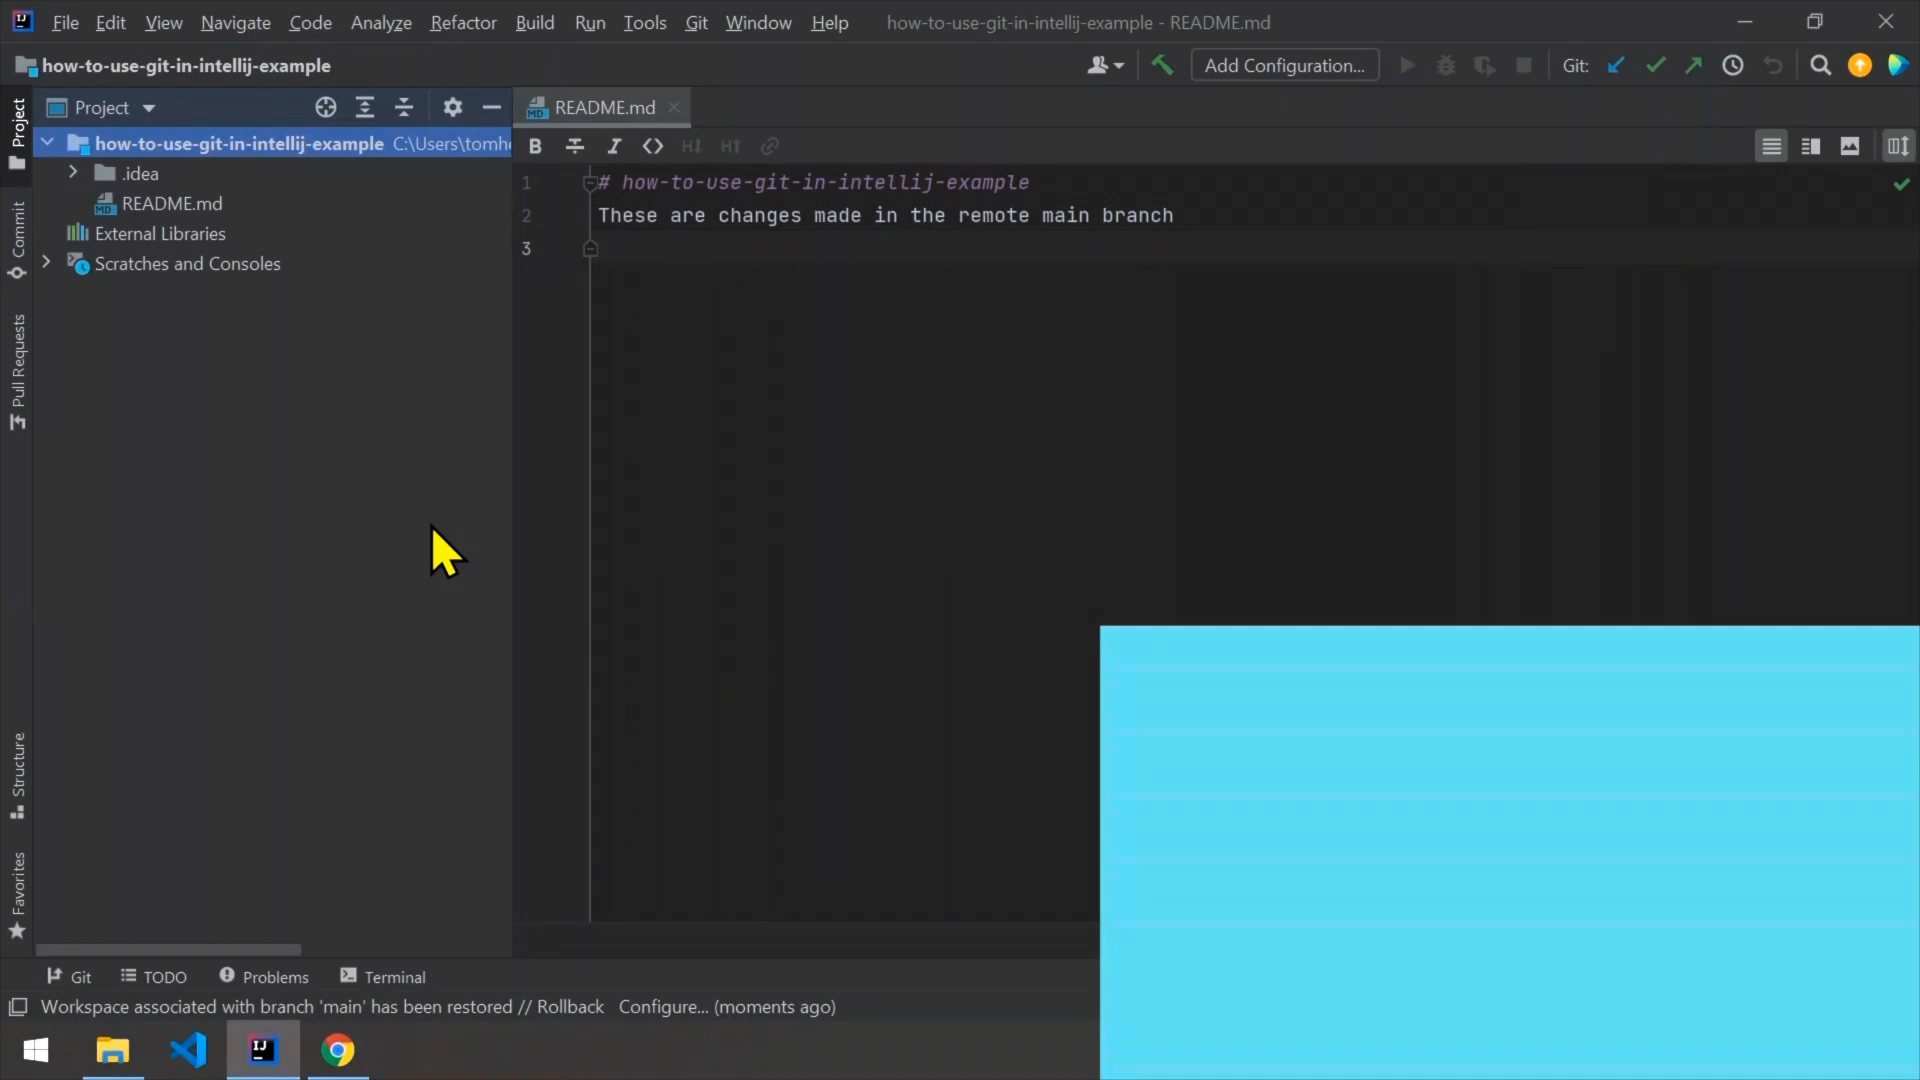 File Edit View Navigate Code Analyze Refactor Build Run Tools Git Window Help how-to-use-git-in-intellij-example - README.md
how-to-use-git-in-intellij-example Add Configuration... Git:
Project README.md
how-to-use-git-in-intellij-example C:\Users\tomh
.idea
README.md
External Libraries
Scratches and Consoles
1 # how-to-use-git-in-intellij-example
2 These are changes made in the remote main branch
3
Project
Commit
Pull Requests
Structure
Favorites
Git TODO Problems Terminal
Workspace associated with branch 'main' has been restored // Rollback Configure... (moments ago)